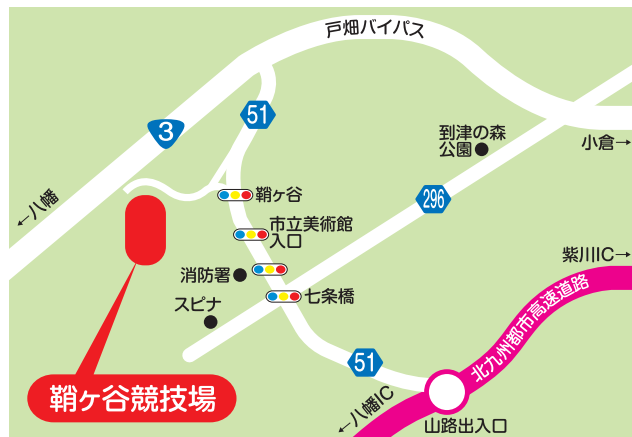 戸畑バイパス
51
3
到津の森
公園
小倉→
←八幡
鞘ヶ谷
296
市立美術館
入口
紫川IC→
消防署
七条橋
スピナ
北九州都市高速道路
51
鞘ヶ谷競技場
←八幡IC
山路出入口